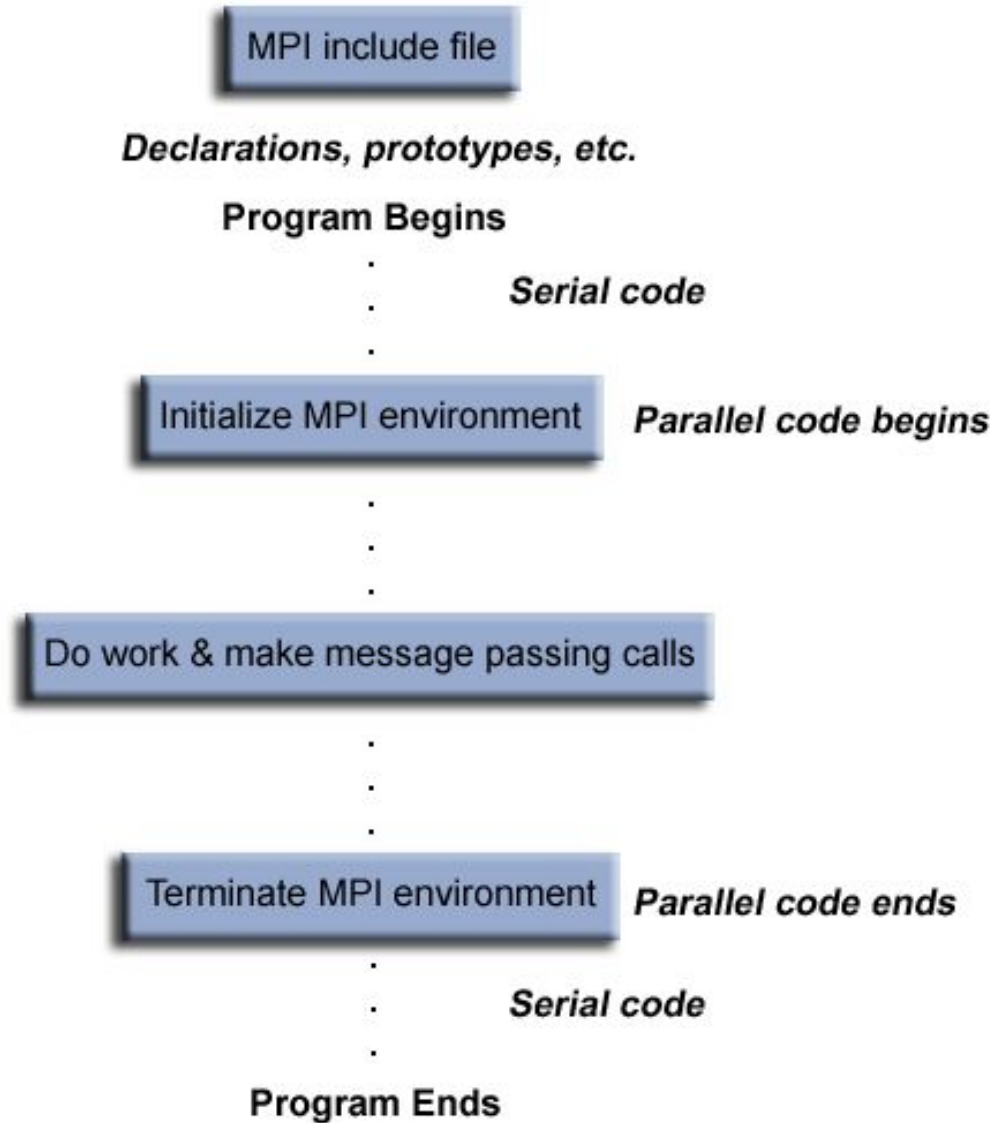 MPI include file
Declarations, prototypes, etc.
Program Begins
Serial code
Initialize MPI environment
Parallel code begins
Do work & make message passing calls
Terminate MPI environment
Parallel code ends
Serial code
Program Ends